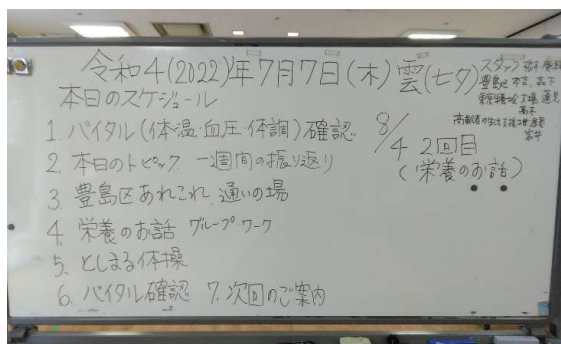 令和4(2022)年7月7日(木) 雲(七夕)
スタッフ
豊島区
本日のスケジュール
1. バイタル(体温・血圧・体調)確認
8/4 2回目
(栄養のお話)
2. 本日のトピック 一週間の振り返り
3. 豊島区あれこれ、通いの場
4. 栄養のお話 グループ・ワーク
5. としまる体操
6. バイタル確認 7. 次回のご案内